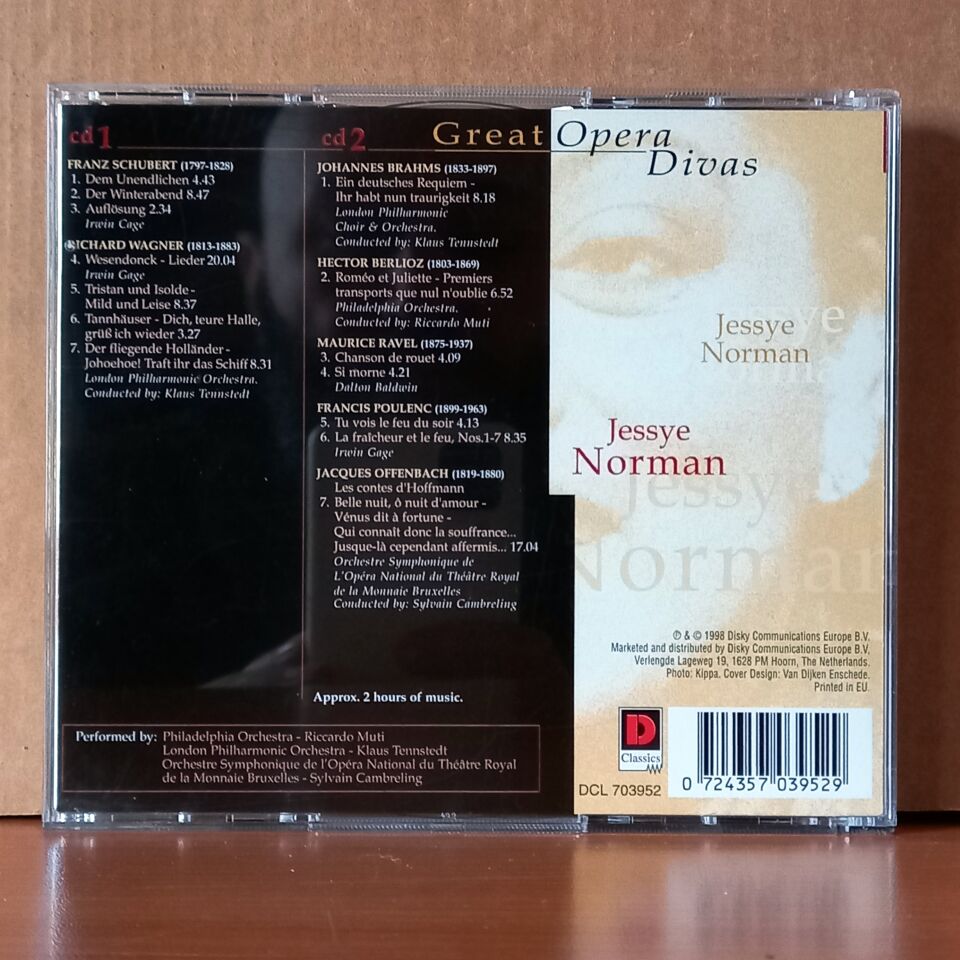 cd 1
FRANZ SCHUBERT (1797-1828)
1. Dem Unendlichen 4.43
2. Der Winterabend 8.47
3. Auflösung 2.34
Irwin Gage
RICHARD WAGNER (1813-1883)
4. Wesendonck - Lieder 20.04
Irwin Gage
5. Tristan und Isolde -
Mild und Leise 8.37
6. Tannhäuser - Dich, teure Halle,
grüß ich wieder 3.27
7. Der fliegende Holländer -
Johoehoe! Traft ihr das Schiff 8.31
London Philharmonic Orchestra.
Conducted by: Klaus Tennstedt
cd 2
JOHANNES BRAHMS (1833-1897)
1. Ein deutsches Requiem -
Ihr habt nun traurigkeit 8.18
London Philharmonic
Choir & Orchestra.
Conducted by: Klaus Tennstedt
HECTOR BERLIOZ (1803-1869)
2. Roméo et Juliette - Premiers
transports que nul n'oublie 6.52
Philadelphia Orchestra.
Conducted by: Riccardo Muti
MAURICE RAVEL (1875-1937)
3. Chanson de rouet 4.09
4. Si morne 4.21
Dalton Baldwin
FRANCIS POULENC (1899-1963)
5. Tu vois le feu du soir 4.13
6. La fraîcheur et le feu, Nos.1-7 8.35
Irwin Gage
JACQUES OFFENBACH (1819-1880)
Les contes d'Hoffmann
7. Belle nuit, ô nuit d'amour -
Vénus dit à fortune -
Qui connaît donc la souffrance...
Jusque-là cependant affermis... 17.04
Orchestre Symphonique de
L'Opéra National du Théâtre Royal
de la Monnaie Bruxelles
Conducted by: Sylvain Cambreling
Approx. 2 hours of music.
Performed by: Philadelphia Orchestra - Riccardo Muti
London Philharmonic Orchestra - Klaus Tennstedt
Orchestre Symphonique de l'Opéra National du Théâtre Royal
de la Monnaie Bruxelles - Sylvain Cambreling
Great Opera
Divas
Jessye
Norman
Jessye
Norman
Jessy
Norman
℗ & © 1998 Disky Communications Europe B.V.
Marketed and distributed by Disky Communications Europe B.V.
Verlengde Lageweg 19, 1628 PM Hoorn, The Netherlands.
Photo: Kippa. Cover Design: Van Dijken Enschede.
Printed in EU.
D
Classics
DCL 703952
0 724357 039529